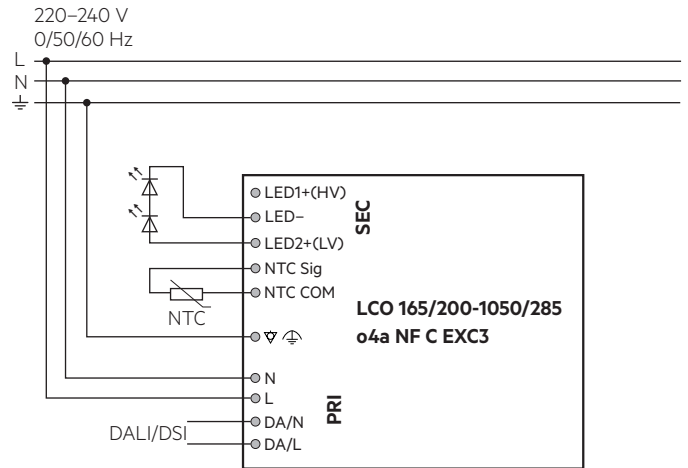 220–240 V
0/50/60 Hz
L
N
LED1+(HV)
LED–
LED2+(LV)
SEC
NTC Sig
NTC COM
NTC
LCO 165/200-1050/285
o4a NF C EXC3
N
L
PRI
DALI/DSI
DA/N
DA/L